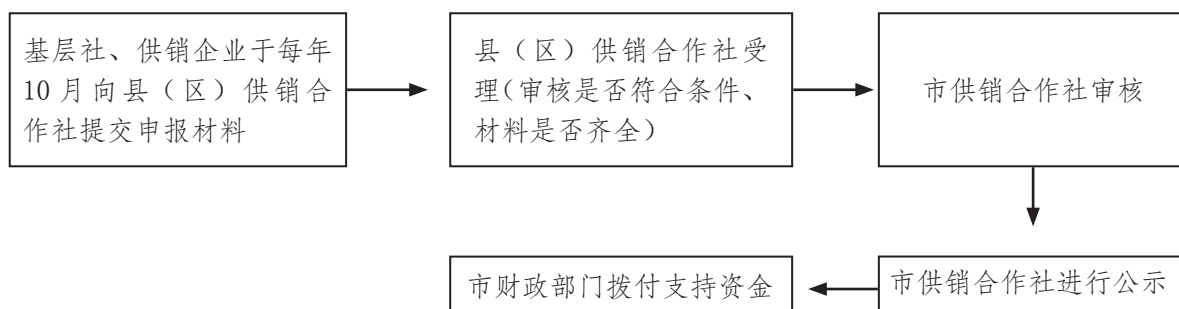 基层社、供销企业于每年
10月向县（区）供销合
作社提交申报材料
县（区）供销合作社受
理（审核是否符合条件、
材料是否齐全）
市供销合作社审核
市供销合作社进行公示
市财政部门拨付支持资金